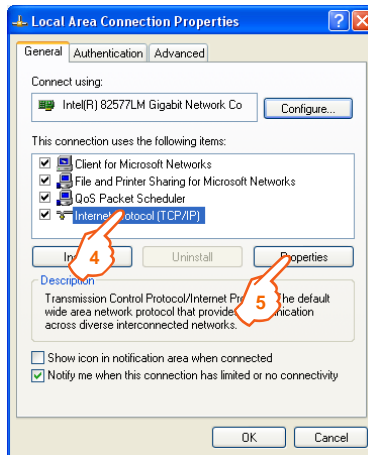 Local Area Connection Properties
General Authentication Advanced
Connect using:
Intel(R) 82577LM Gigabit Network Co Configure...
This connection uses the following items:
Client for Microsoft Networks
File and Printer Sharing for Microsoft Networks
QoS Packet Scheduler
Internet Protocol (TCP/IP)
4
Uninstall Properties
5
Description
Transmission Control Protocol/Internet The default
wide area network protocol that provides
across diverse interconnected networks.
Show icon in notification area when connected
Notify me when this connection has limited or no connectivity
OK Cancel